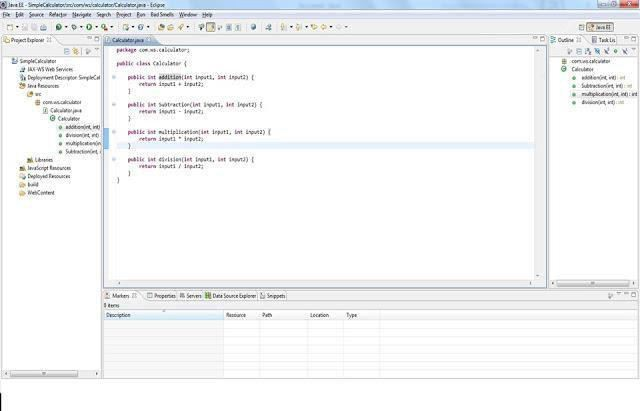 Java EE - SimpleCalculator/src/com/ws/calculator/Calculator.java - Eclipse
File Edit Source Refactor Navigate Search Project Run Bad Smells Window Help
Java EE
Project Explorer
SimpleCalculator
JAX-WS Web Services
Deployment Descriptor: SimpleCal
Java Resources
src
com.ws.calculator
Calculator.java
Calculator
addition(int, int)
division(int, int)
multiplication(in
Subtraction(int, i
Libraries
JavaScript Resources
Deployed Resources
build
WebContent
Calculator.java
package com.ws.calculator;
public class Calculator {
public int addition(int input1, int input2) {
return input1 + input2;
}
public int Subtraction(int input1, int input2) {
return input1 - input2;
}
public int multiplication(int input1, int input2) {
return input1 * input2;
}
public int division(int input1, int input2) {
return input1 / input2;
}
}
Outline Task Lis
com.ws.calculator
Calculator
addition(int, int) : int
Subtraction(int, int) : int
multiplication(int, int) : int
division(int, int) : int
Markers Properties Servers Data Source Explorer Snippets
0 items
Description Resource Path Location Type